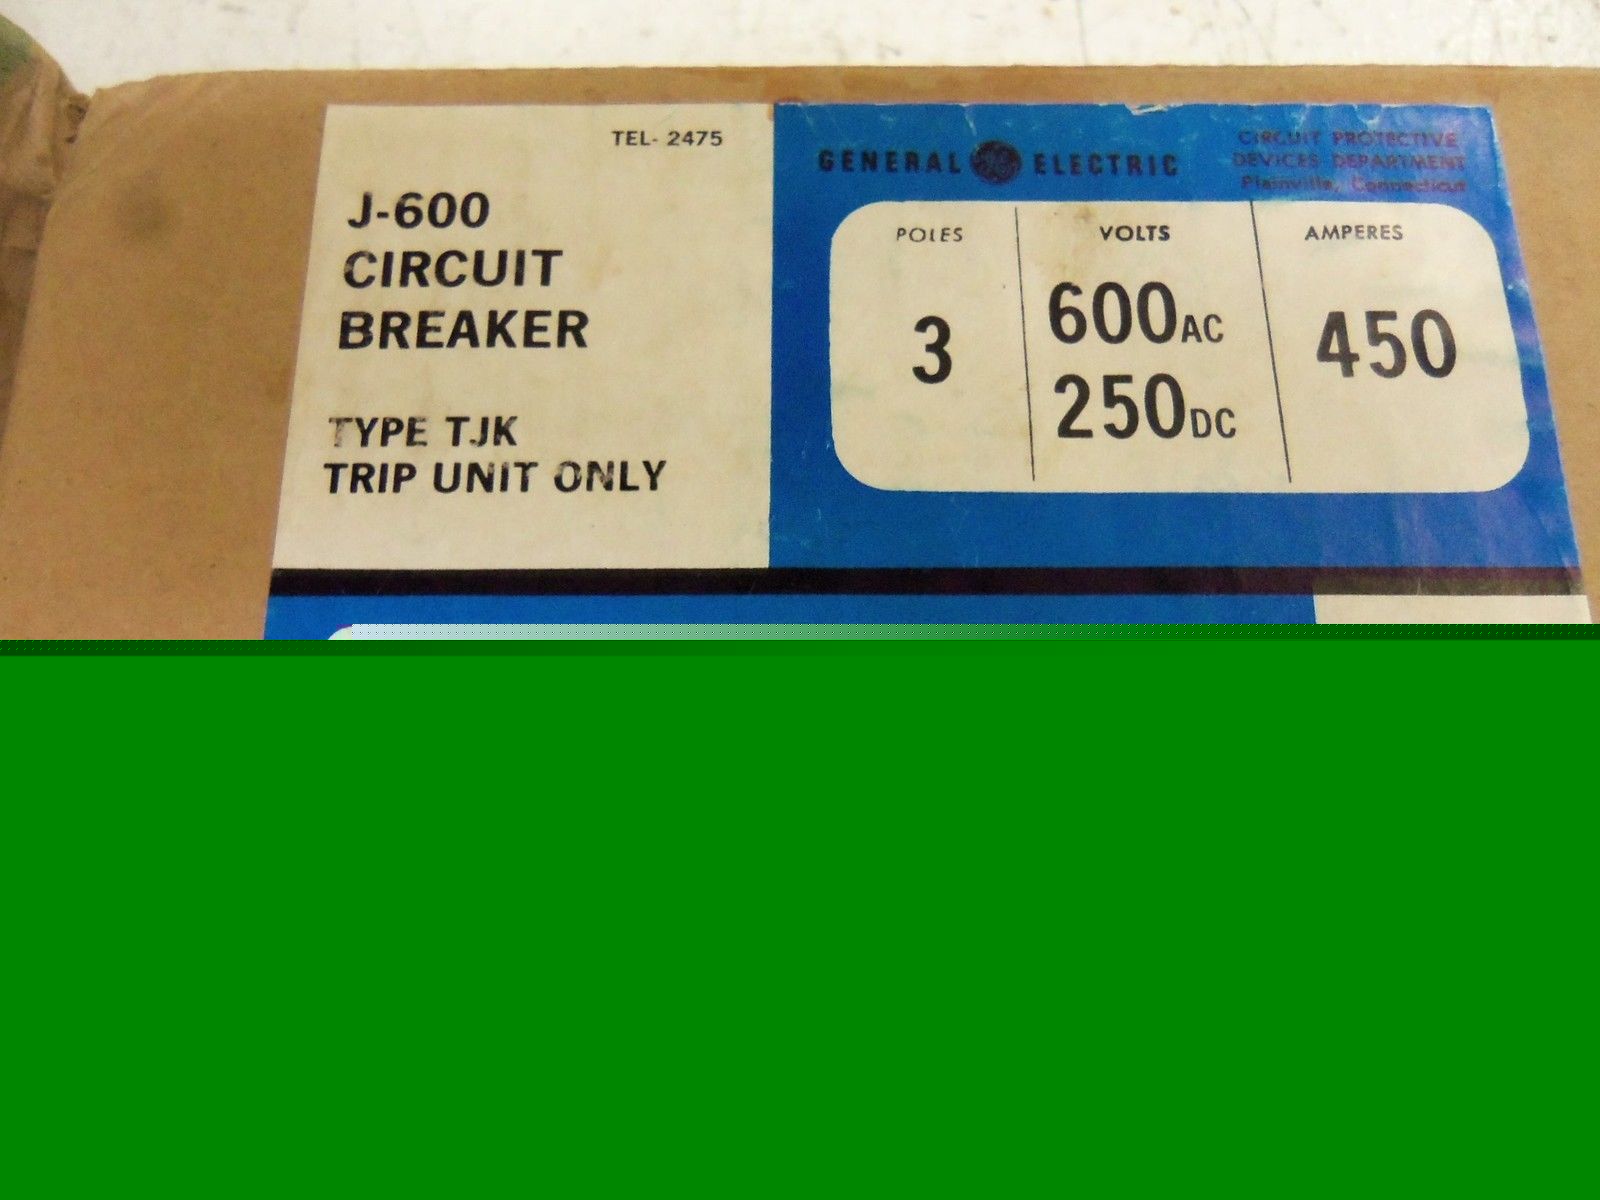 TEL- 2475
J-600
CIRCUIT
BREAKER
TYPE TJK
TRIP UNIT ONLY
GENERAL ELECTRIC
CIRCUIT PROTECTIVE
DEVICES DEPARTMENT
Plainville, Connecticut
POLES VOLTS AMPERES
3 600AC 450
250DC